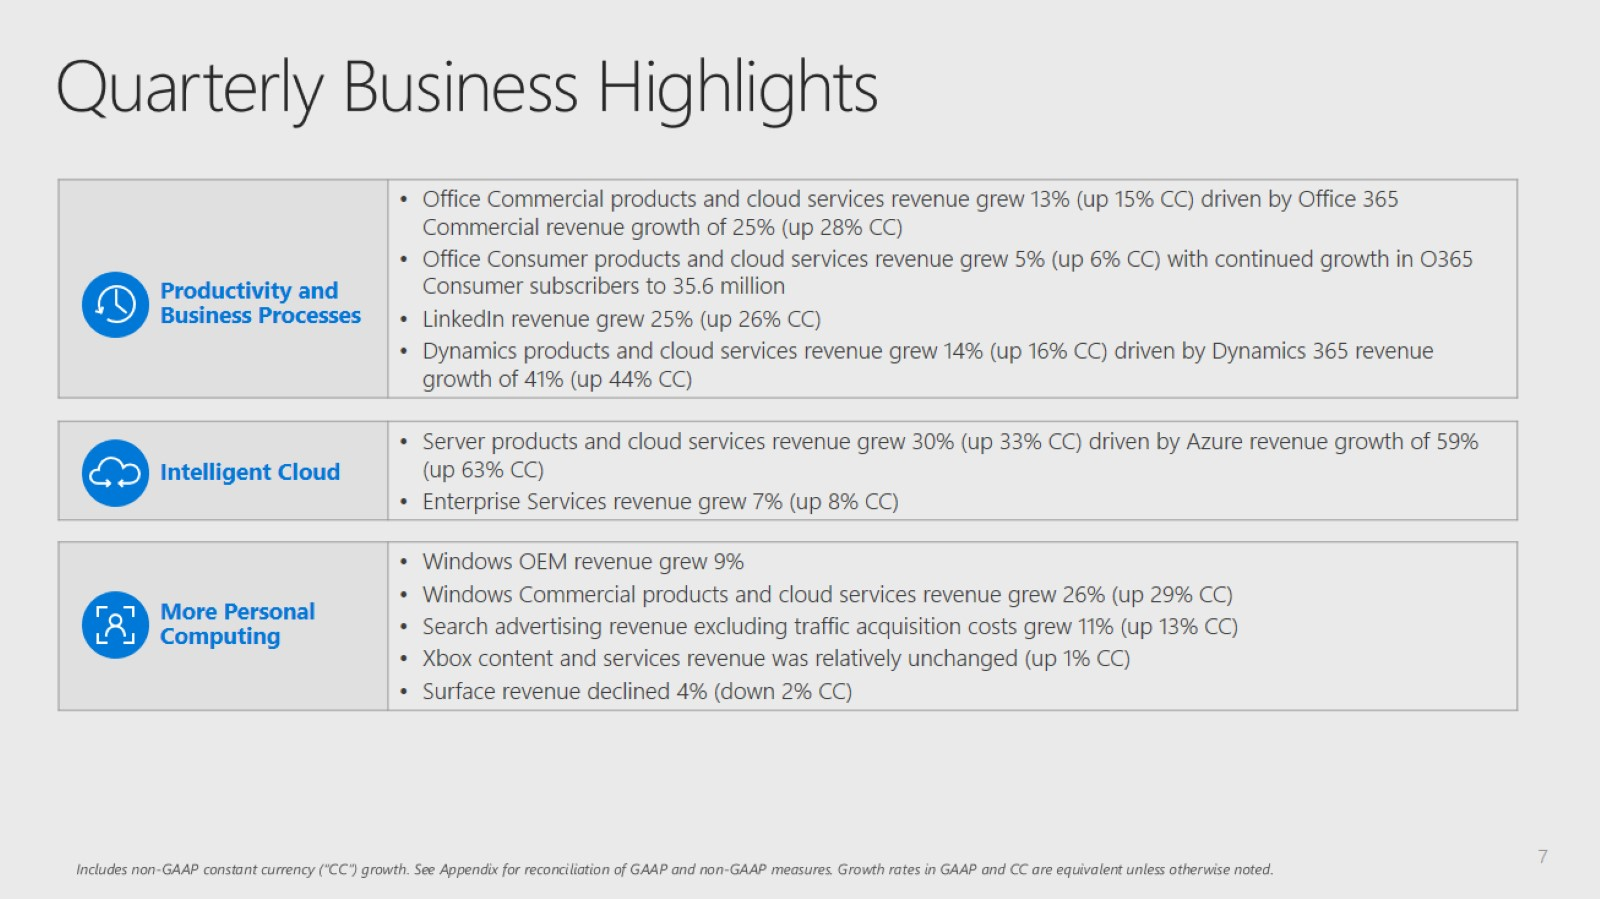 Quarterly Business Highlights
Productivity and
Business Processes
• Office Commercial products and cloud services revenue grew 13% (up 15% CC) driven by Office 365
Commercial revenue growth of 25% (up 28% CC)
• Office Consumer products and cloud services revenue grew 5% (up 6% CC) with continued growth in O365
Consumer subscribers to 35.6 million
• LinkedIn revenue grew 25% (up 26% CC)
• Dynamics products and cloud services revenue grew 14% (up 16% CC) driven by Dynamics 365 revenue
growth of 41% (up 44% CC)
Intelligent Cloud
• Server products and cloud services revenue grew 30% (up 33% CC) driven by Azure revenue growth of 59%
(up 63% CC)
• Enterprise Services revenue grew 7% (up 8% CC)
More Personal
Computing
• Windows OEM revenue grew 9%
• Windows Commercial products and cloud services revenue grew 26% (up 29% CC)
• Search advertising revenue excluding traffic acquisition costs grew 11% (up 13% CC)
• Xbox content and services revenue was relatively unchanged (up 1% CC)
• Surface revenue declined 4% (down 2% CC)
Includes non-GAAP constant currency ("CC") growth. See Appendix for reconciliation of GAAP and non-GAAP measures. Growth rates in GAAP and CC are equivalent unless otherwise noted.
7